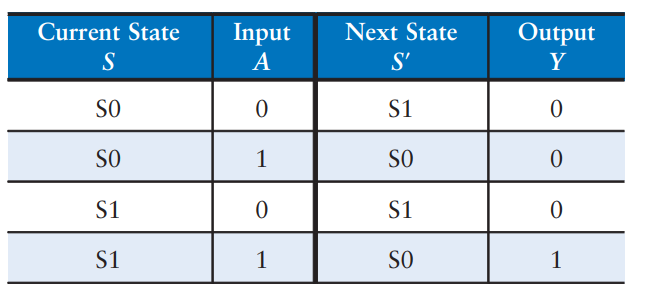 Current State Input Next State Output
S A S′ Y
S0 0 S1 0
S0 1 S0 0
S1 0 S1 0
S1 1 S0 1